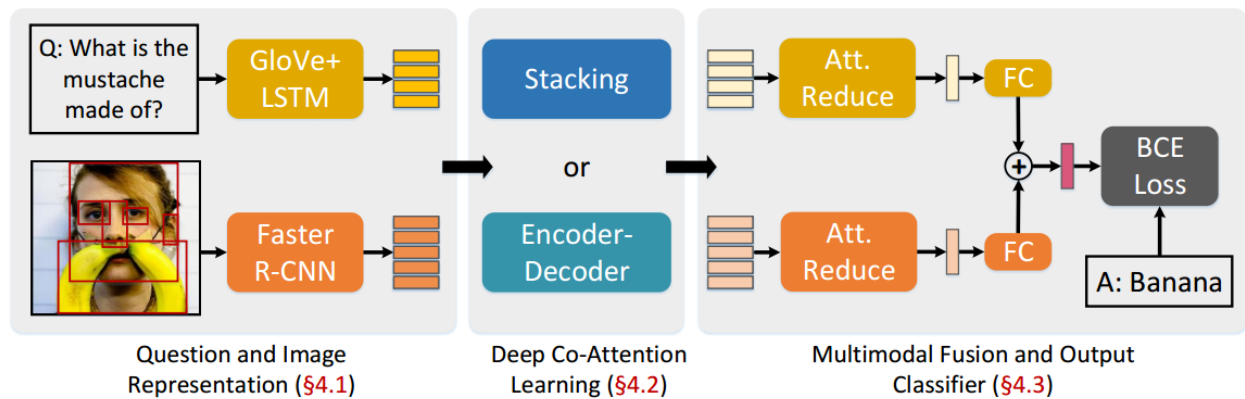 Q: What is the
mustache
made of?
GloVe+
LSTM
Faster
R-CNN
Question and Image
Representation (§4.1)
Stacking
or
Encoder-
Decoder
Deep Co-Attention
Learning (§4.2)
Att.
Reduce
FC
+
BCE
Loss
Att.
Reduce
FC
A: Banana
Multimodal Fusion and Output
Classifier (§4.3)